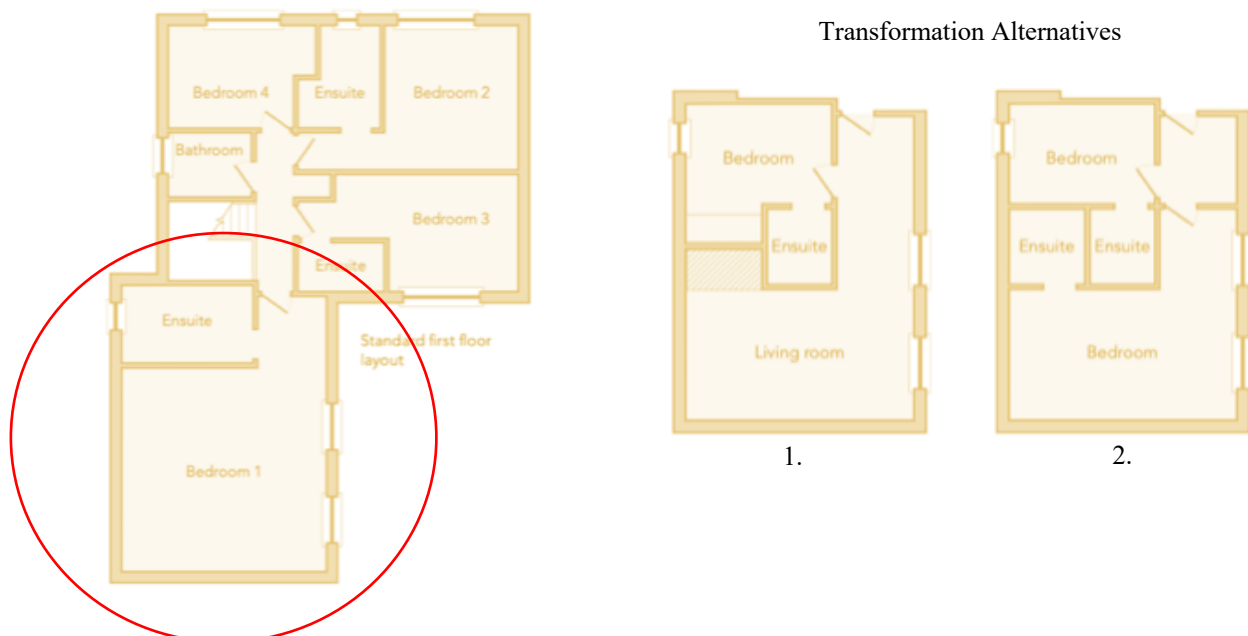 Transformation Alternatives
Bedroom 4
Ensuite
Bedroom 2
Bathroom
Bedroom 3
Ensuite
Ensuite
Standard first floor
layout
Bedroom 1
Bedroom
Ensuite
Living room
1.
Bedroom
Ensuite
Ensuite
Bedroom
2.